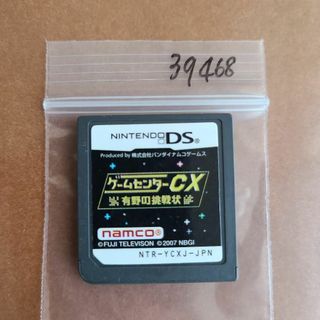 39468
NINTENDO DS
Produced by 株式会社バンダイナムコゲームス
ゲームセンターCX
有野の挑戦状
namco
© FUJI TELEVISON © 2007 NBGI
NTR-YCXJ-JPN